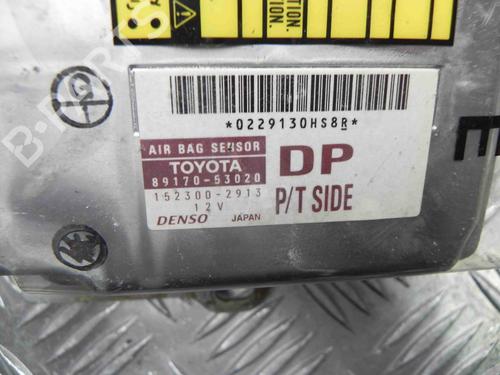 *0229130HS8R*
AIR BAG SENSOR
TOYOTA
89170-53020
152300-2913
12V
DENSO JAPAN
DP
P/T SIDE